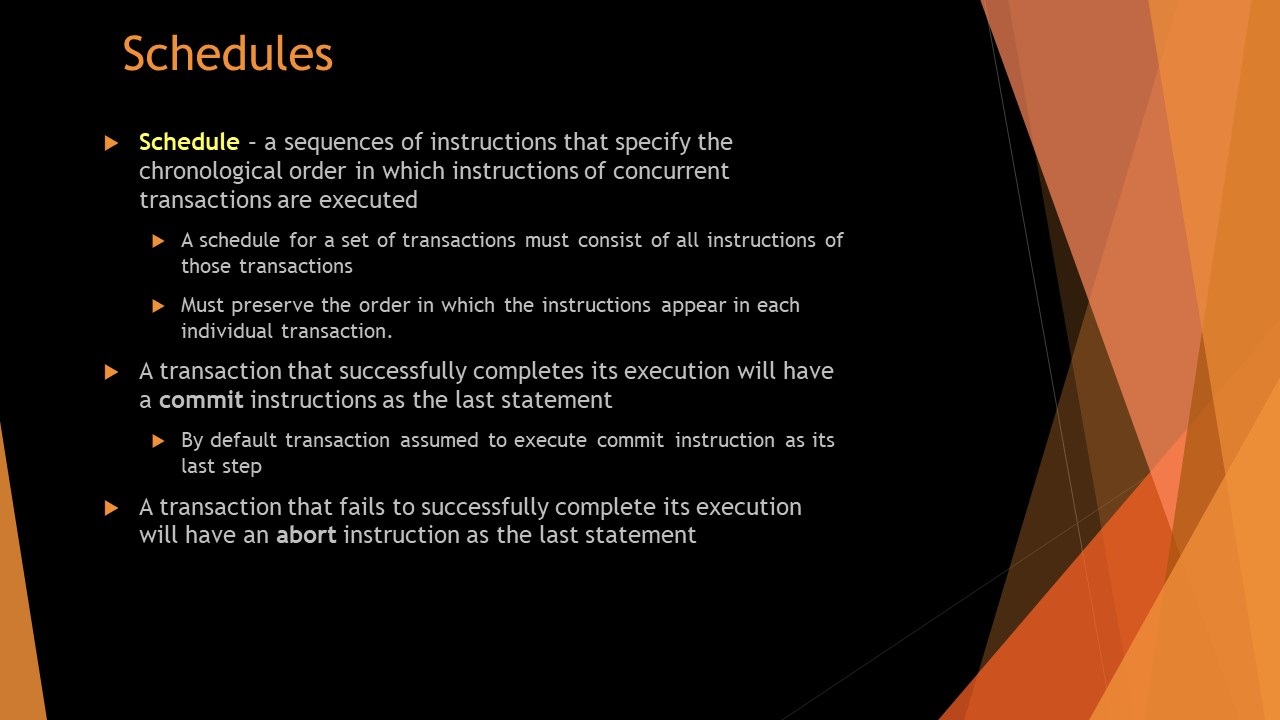 Schedules
Schedule – a sequences of instructions that specify the
chronological order in which instructions of concurrent
transactions are executed
A schedule for a set of transactions must consist of all instructions of
those transactions
Must preserve the order in which the instructions appear in each
individual transaction.
A transaction that successfully completes its execution will have
a commit instructions as the last statement
By default transaction assumed to execute commit instruction as its
last step
A transaction that fails to successfully complete its execution
will have an abort instruction as the last statement